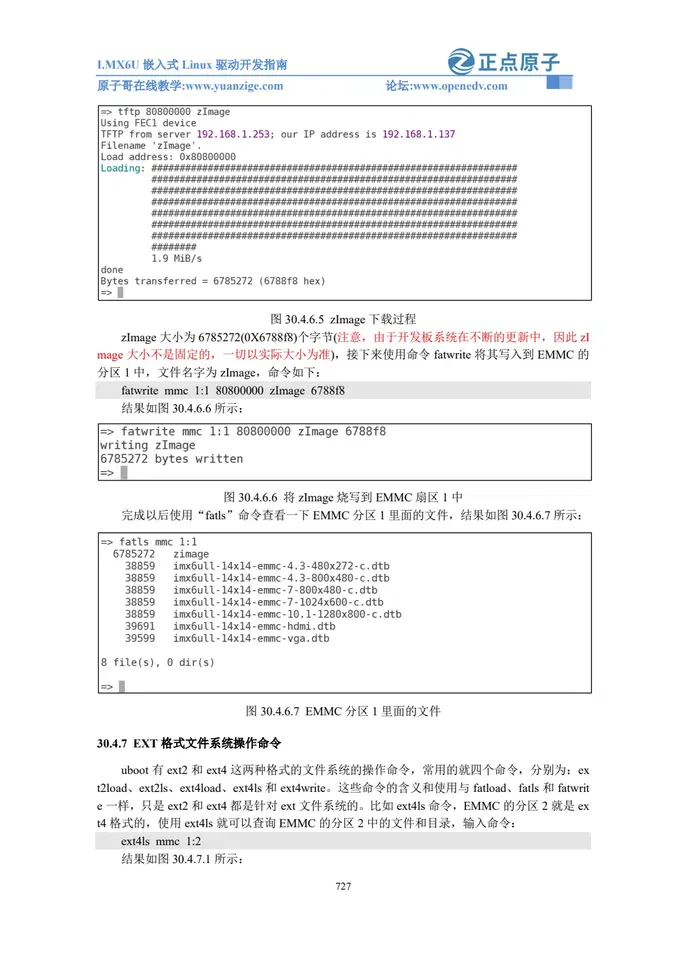 I.MX6U 嵌入式 Linux 驱动开发指南
正点原子
原子哥在线教学:www.yuanzige.com 论坛:www.openedv.com
=> tftp 80800000 zImage
Using FEC1 device
TFTP from server 192.168.1.253; our IP address is 192.168.1.137
Filename 'zImage'.
Load address: 0x80800000
Loading: #################################################################
#################################################################
#################################################################
#################################################################
#################################################################
#################################################################
#################################################################
########
1.9 MiB/s
done
Bytes transferred = 6785272 (6788f8 hex)
=>
图 30.4.6.5 zImage 下载过程
zImage 大小为 6785272(0X6788f8)个字节(注意，由于开发板系统在不断的更新中，因此 zI
mage 大小不是固定的，一切以实际大小为准)，接下来使用命令 fatwrite 将其写入到 EMMC 的
分区 1 中，文件名字为 zImage，命令如下：
fatwrite mmc 1:1 80800000 zImage 6788f8
结果如图 30.4.6.6 所示：
=> fatwrite mmc 1:1 80800000 zImage 6788f8
writing zImage
6785272 bytes written
=>
图 30.4.6.6 将 zImage 烧写到 EMMC 扇区 1 中
完成以后使用“fatls”命令查看一下 EMMC 分区 1 里面的文件，结果如图 30.4.6.7 所示：
=> fatls mmc 1:1
6785272 zimage
38859 imx6ull-14x14-emmc-4.3-480x272-c.dtb
38859 imx6ull-14x14-emmc-4.3-800x480-c.dtb
38859 imx6ull-14x14-emmc-7-800x480-c.dtb
38859 imx6ull-14x14-emmc-7-1024x600-c.dtb
38859 imx6ull-14x14-emmc-10.1-1280x800-c.dtb
39691 imx6ull-14x14-emmc-hdmi.dtb
39599 imx6ull-14x14-emmc-vga.dtb
8 file(s), 0 dir(s)
=>
图 30.4.6.7 EMMC 分区 1 里面的文件
30.4.7 EXT 格式文件系统操作命令
uboot 有 ext2 和 ext4 这两种格式的文件系统的操作命令，常用的就四个命令，分别为：ex
t2load、ext2ls、ext4load、ext4ls 和 ext4write。这些命令的含义和使用与 fatload、fatls 和 fatwrit
e 一样，只是 ext2 和 ext4 都是针对 ext 文件系统的。比如 ext4ls 命令，EMMC 的分区 2 就是 ex
t4 格式的，使用 ext4ls 就可以查询 EMMC 的分区 2 中的文件和目录，输入命令：
ext4ls mmc 1:2
结果如图 30.4.7.1 所示：
727